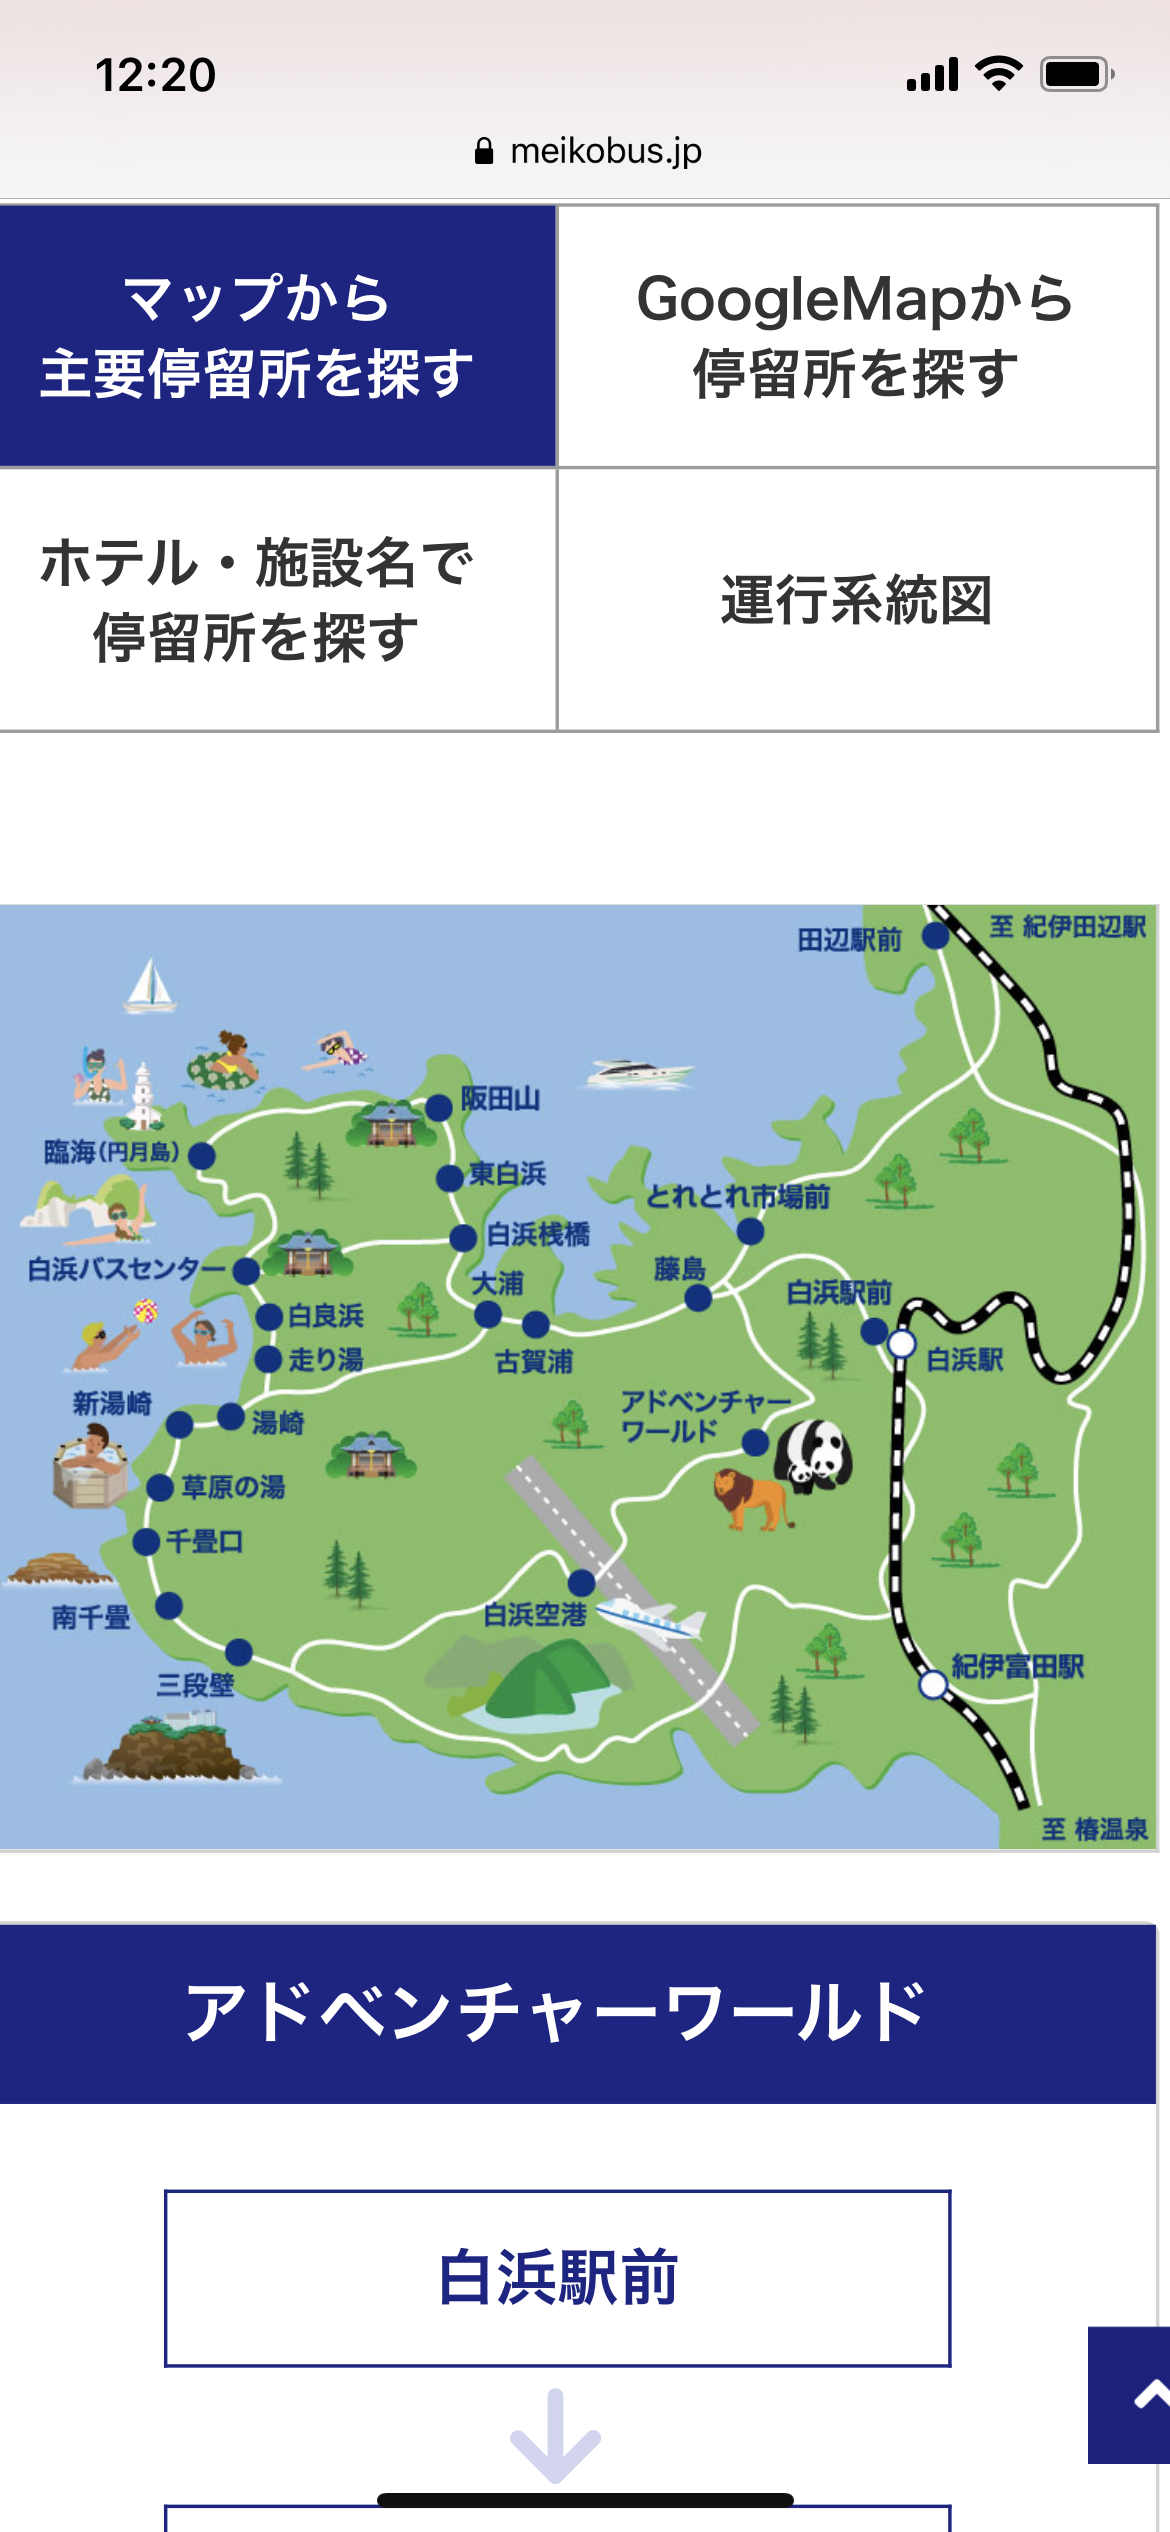 12:20
meikobus.jp
マップから
主要停留所を探す
GoogleMapから
停留所を探す
ホテル・施設名で
停留所を探す
運行系統図
田辺駅前
至 紀伊田辺駅
阪田山
臨海(円月島)
東白浜
とれとれ市場前
白浜桟橋
白浜バスセンター
藤島
大浦
白浜駅前
白良浜
走り湯
古賀浦
白浜駅
新湯崎
湯崎
アドベンチャー
ワールド
草原の湯
千畳口
南千畳
白浜空港
紀伊富田駅
三段壁
至 椿温泉
アドベンチャーワールド
白浜駅前